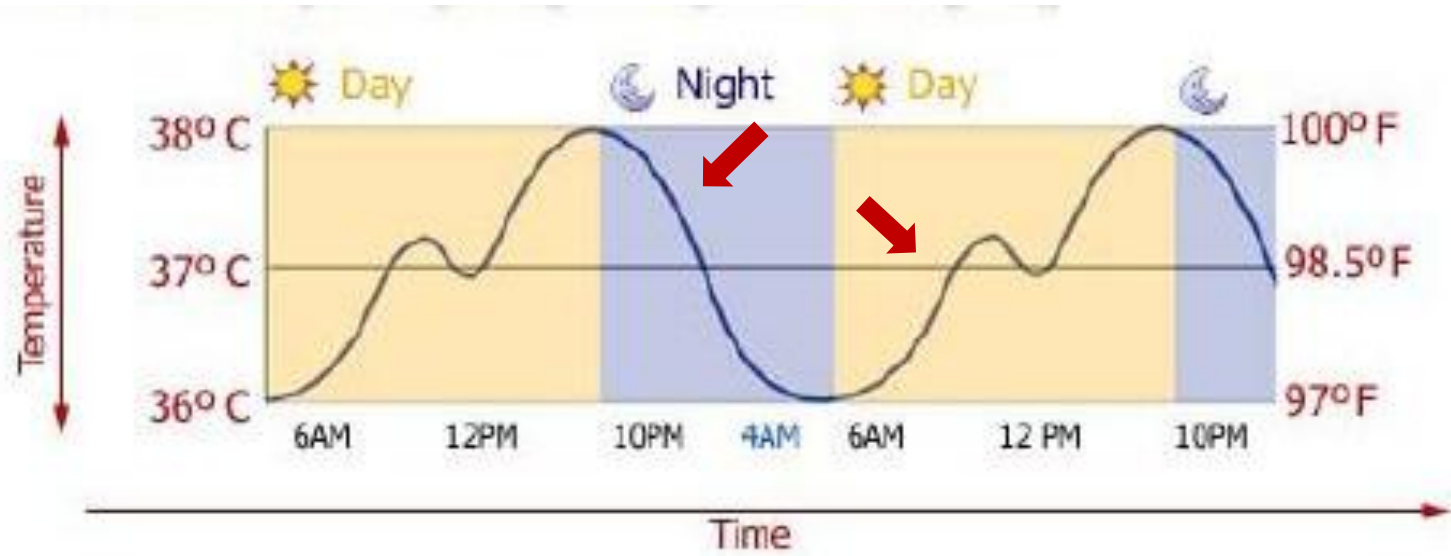 Day Night Day
38º C 100º F
Temperature
37º C 98.5º F
36º C 97º F
6AM 12PM 10PM 4AM 6AM 12 PM 10PM
Time